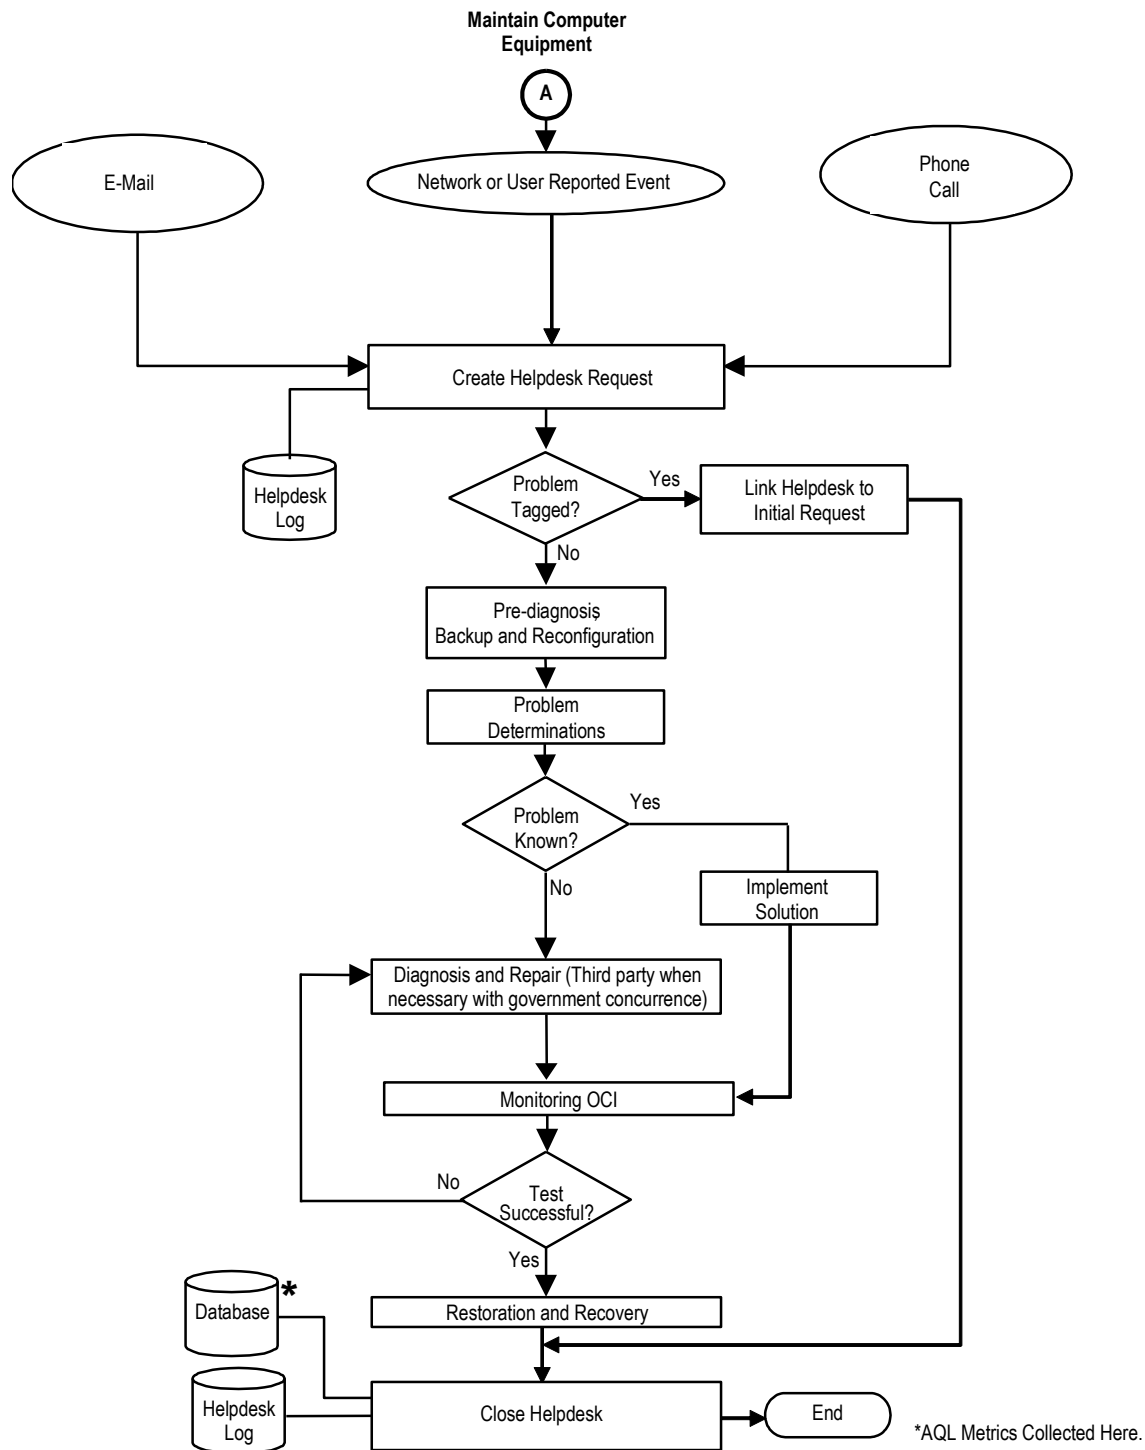 Maintain Computer
Equipment
A
E-Mail
Network or User Reported Event
Phone
Call
Create Helpdesk Request
Helpdesk
Log
Problem
Tagged?
Yes
Link Helpdesk to
Initial Request
No
Pre-diagnosis,
Backup and Reconfiguration
Problem
Determinations
Problem
Known?
Yes
No
Implement
Solution
Diagnosis and Repair (Third party when
necessary with government concurrence)
Monitoring OCI
No
Test
Successful?
Yes
Database
*
Restoration and Recovery
Helpdesk
Log
Close Helpdesk
End
*AQL Metrics Collected Here.